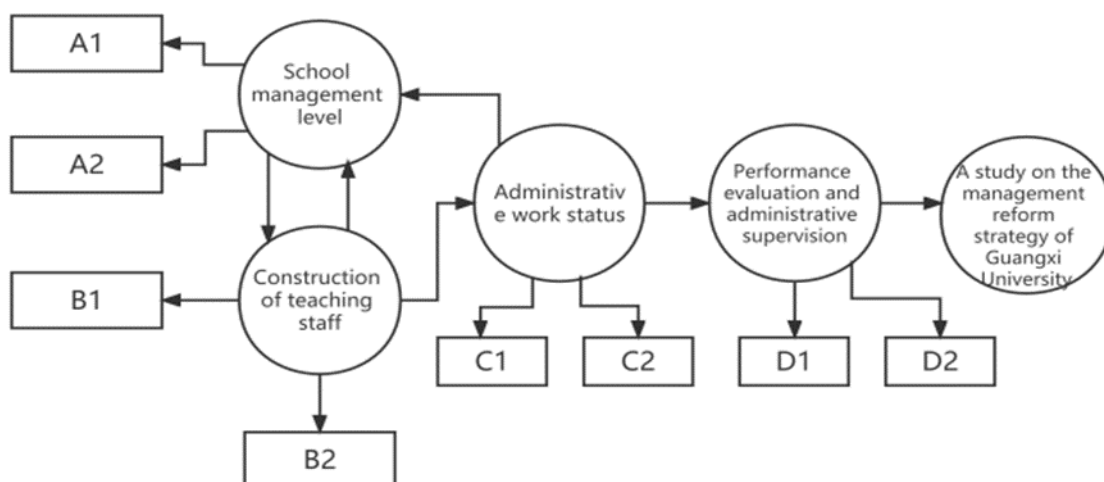 A1
School
management
level
A2
Administrativ
e work status
Performance
evaluation and
administrative
supervision
A study on the
management
reform
strategy of
Guangxi
University
B1
Construction
of teaching
staff
C1
C2
D1
D2
B2